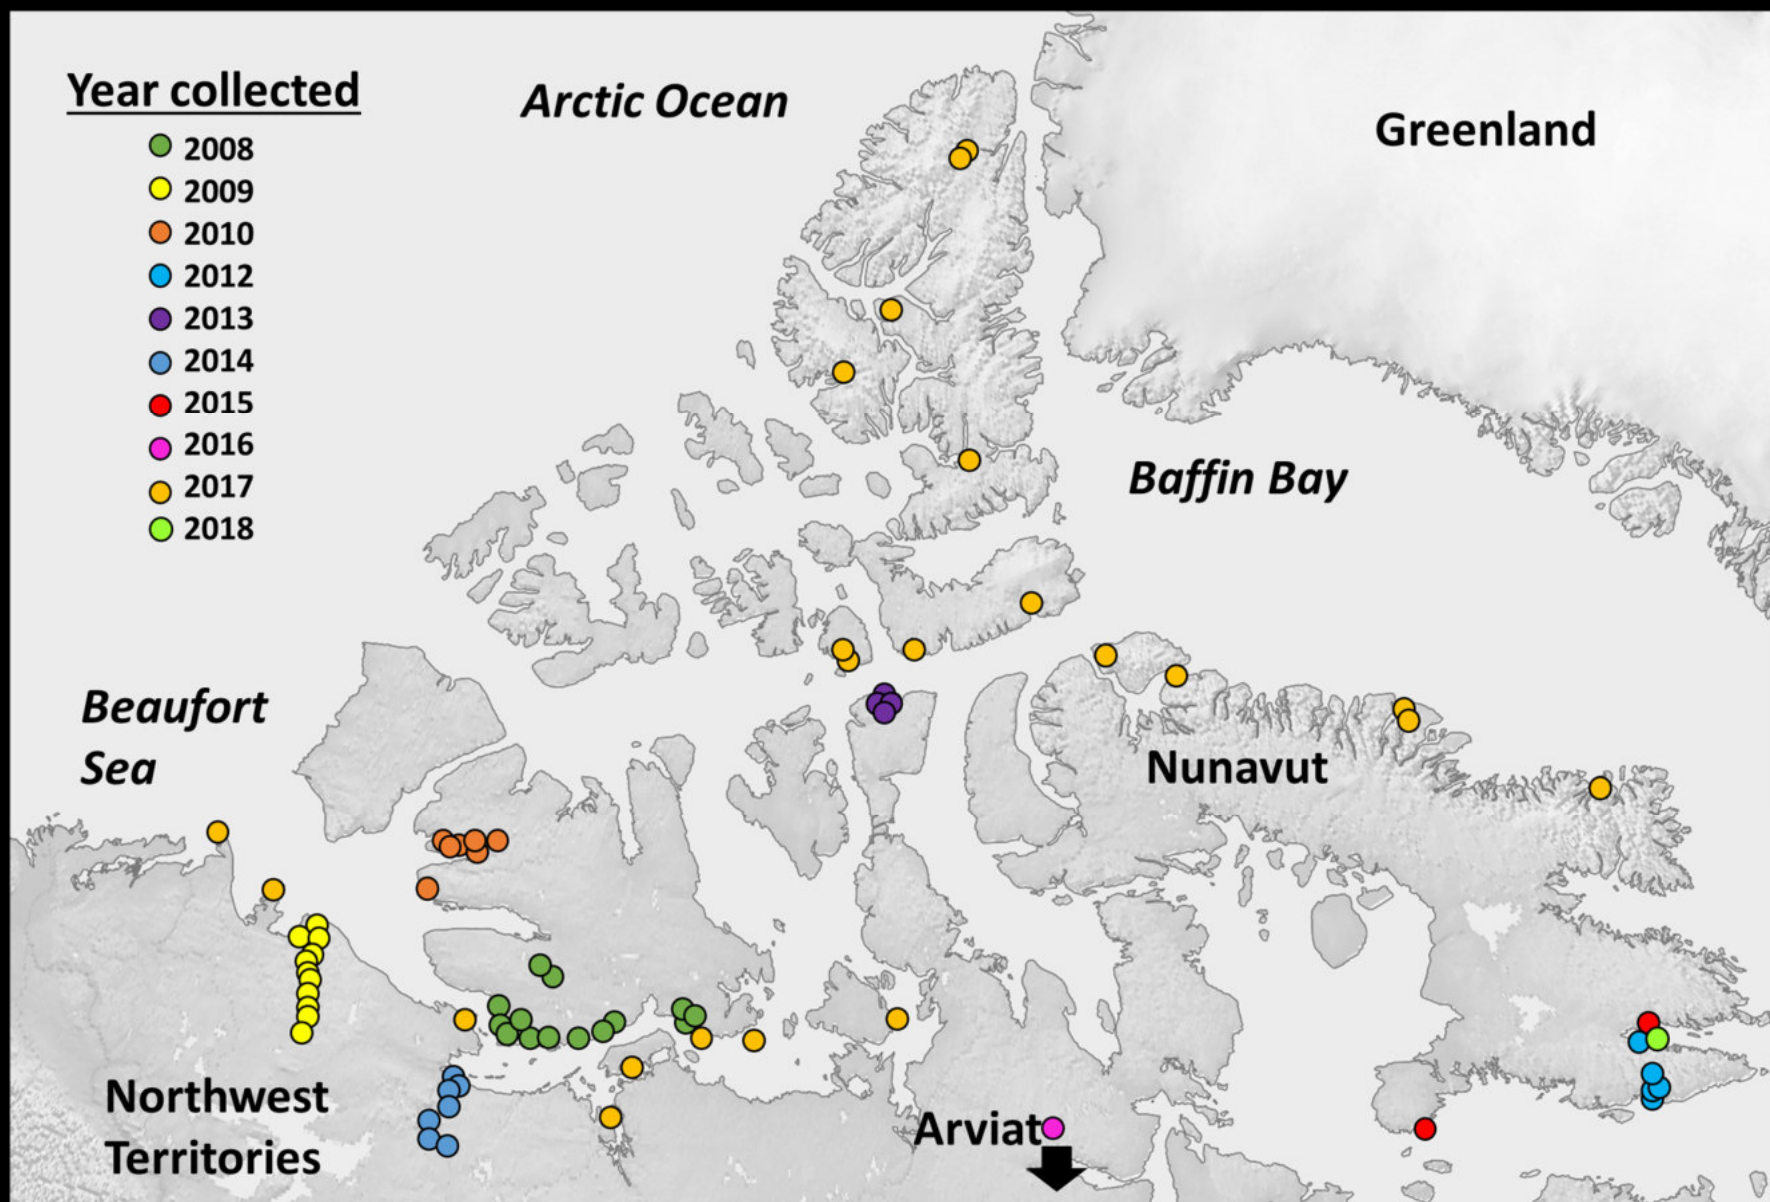 Year collected
2008
2009
2010
2012
2013
2014
2015
2016
2017
2018
Arctic Ocean
Greenland
Baffin Bay
Beaufort
Sea
Nunavut
Northwest
Territories
Arviat